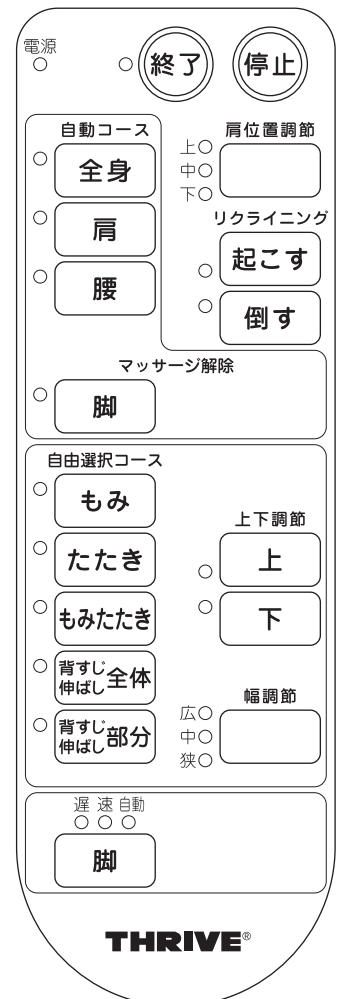 電源
終了
停止
自動コース
全身
肩
腰
肩位置調節
上
中
下
リクライニング
起こす
倒す
マッサージ解除
脚
自由選択コース
もみ
たたき
もみたたき
背すじ
伸ばし 全体
背すじ
伸ばし 部分
上下調節
上
下
幅調節
広
中
狭
遅 速 自動
脚
THRIVE®